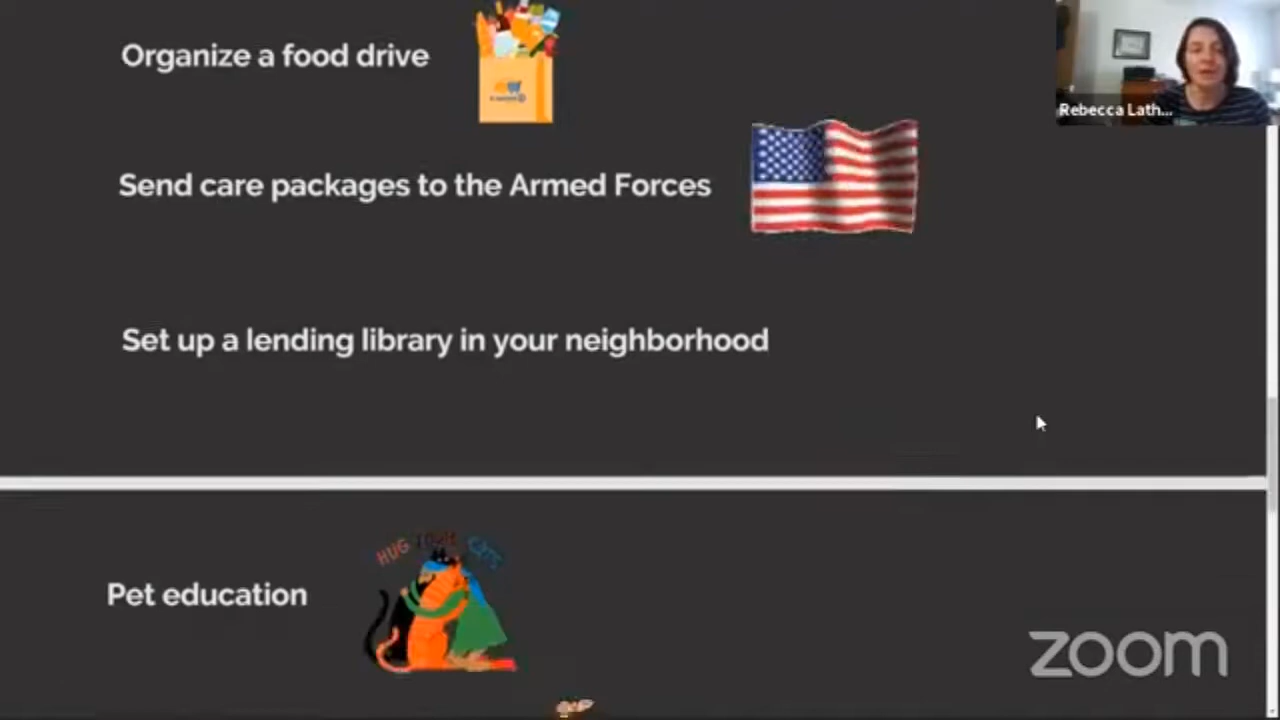 Organize a food drive
Rebecca Lath...
Send care packages to the Armed Forces
Set up a lending library in your neighborhood
HUG YOUR CATS
Pet education
zoom